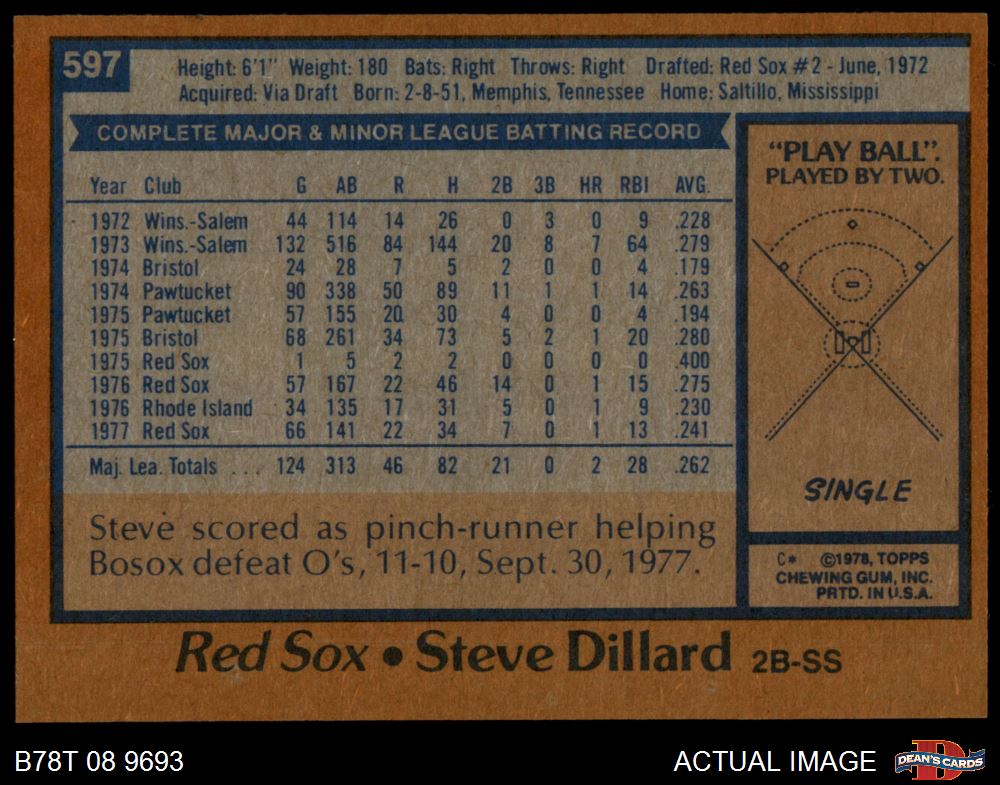 597
Height: 6'1" Weight: 180 Bats: Right Throws: Right Drafted: Red Sox #2 - June, 1972
Acquired: Via Draft Born: 2-8-51, Memphis, Tennessee Home: Saltillo, Mississippi
COMPLETE MAJOR & MINOR LEAGUE BATTING RECORD
Year Club G AB R H 2B 3B HR RBI AVG.
1972 Wins.-Salem 44 114 14 26 0 3 0 9 .228
1973 Wins.-Salem 132 516 84 144 20 8 7 64 .279
1974 Bristol 24 28 7 5 2 0 0 4 .179
1974 Pawtucket 90 338 50 89 11 1 1 14 .263
1975 Pawtucket 57 155 20 30 4 0 0 4 .194
1975 Bristol 68 261 34 73 5 2 1 20 .280
1975 Red Sox 1 5 2 2 0 0 0 0 .400
1976 Red Sox 57 167 22 46 14 0 1 15 .275
1976 Rhode Island 34 135 17 31 5 0 1 9 .230
1977 Red Sox 66 141 22 34 7 0 1 13 .241
Maj. Lea. Totals ... 124 313 46 82 21 0 2 28 .262
Steve scored as pinch-runner helping
Bosox defeat O's, 11-10, Sept. 30, 1977.
"PLAY BALL".
PLAYED BY TWO.
SINGLE
C* ©1978, TOPPS
CHEWING GUM, INC.
PRTD. IN U.S.A.
Red Sox • Steve Dillard 2B-SS
B78T 08 9693
ACTUAL IMAGE
D
DEAN'S CARDS